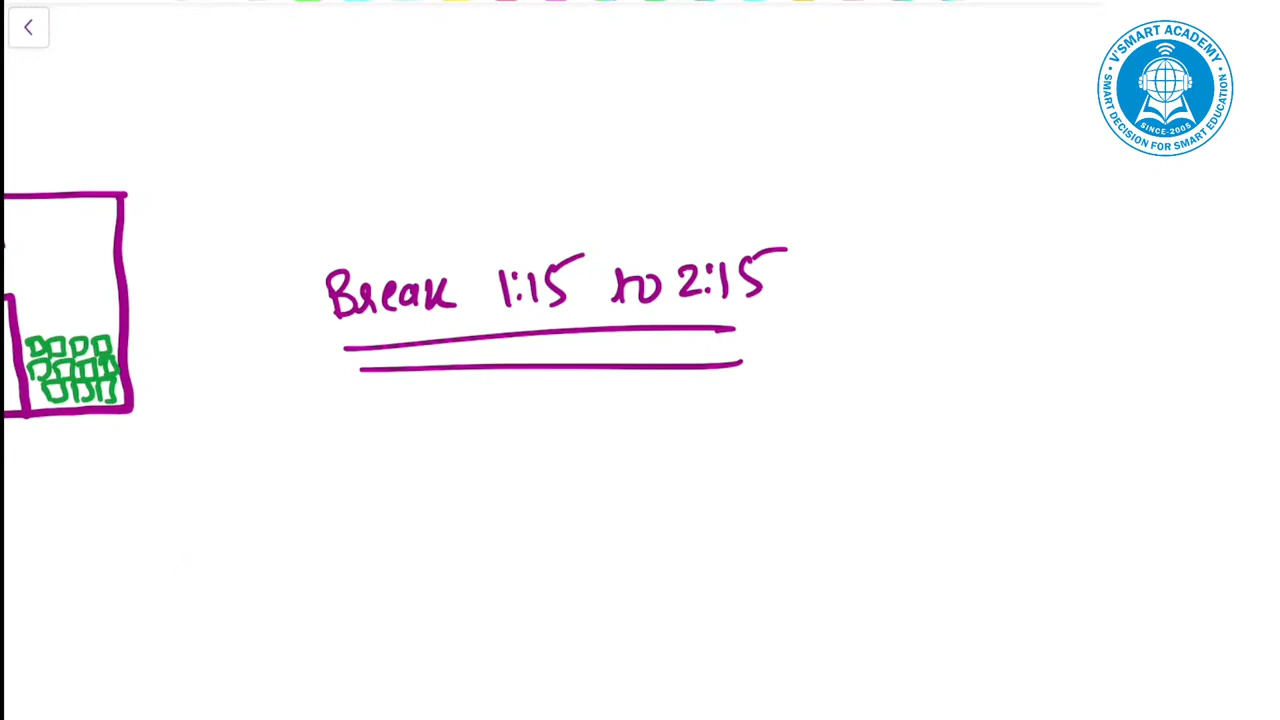 V'SMART ACADEMY
SMART DECISION FOR SMART EDUCATION
SINCE-2005
Break 1:15 to 2:15